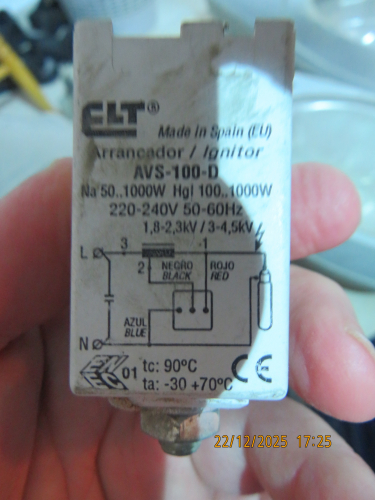 ELT®
Made in Spain (EU)
Arrancador / Ignitor
AVS-100-D
Na 50..1000W Hgl 100..1000W
220-240V 50-60Hz
1,8-2,3kV / 3-4,5kV
L 3 1
2 NEGRO ROJO
BLACK RED
AZUL
BLUE
N
ENEC 01 tc: 90ºC CE
ta: -30 +70ºC
22/12/2025 17:25